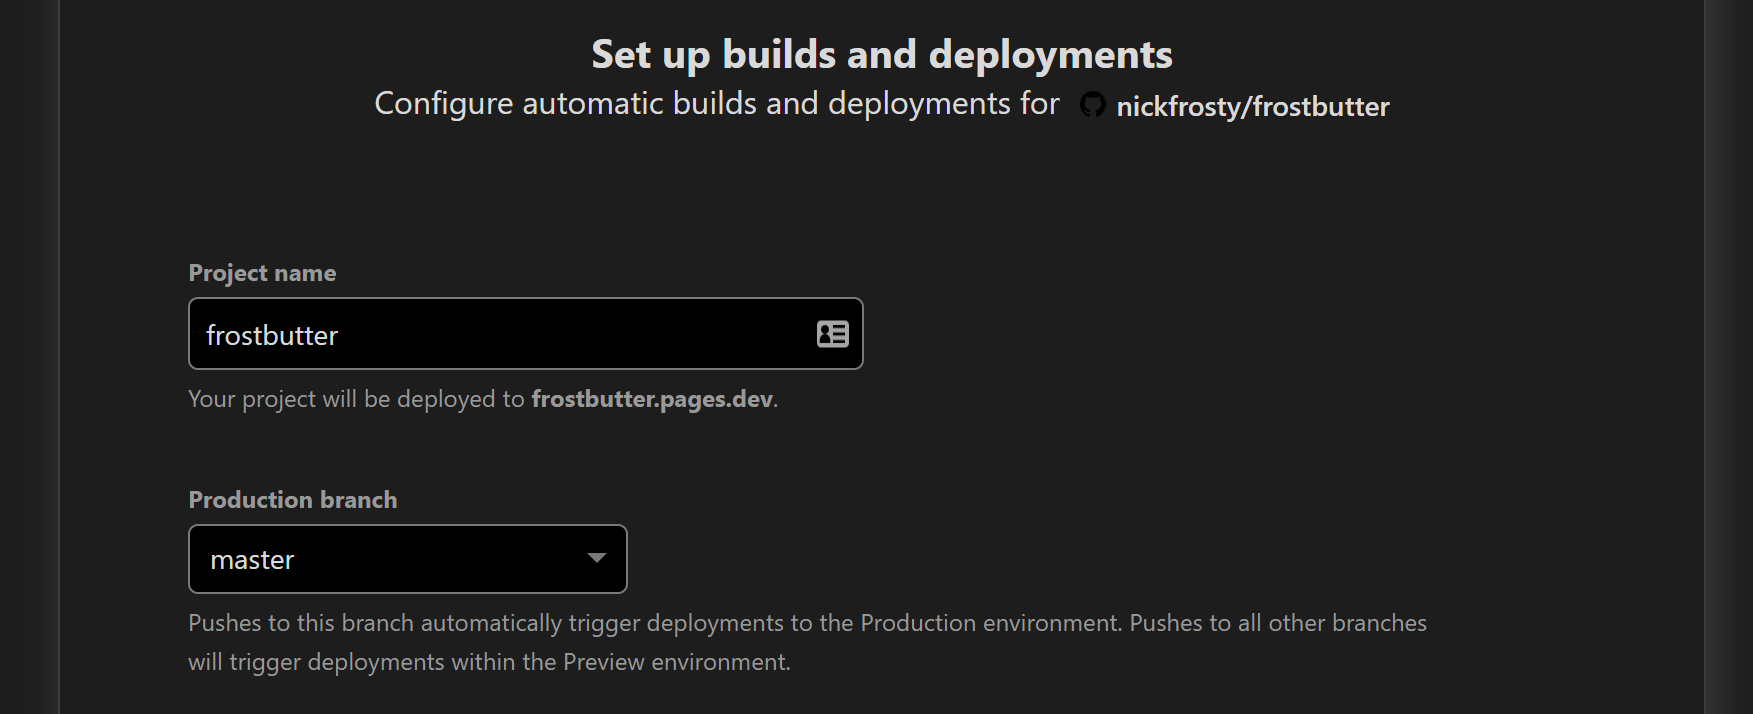 Set up builds and deployments
Configure automatic builds and deployments for nickfrosty/frostbutter
Project name
frostbutter
Your project will be deployed to frostbutter.pages.dev.
Production branch
master
Pushes to this branch automatically trigger deployments to the Production environment. Pushes to all other branches
will trigger deployments within the Preview environment.